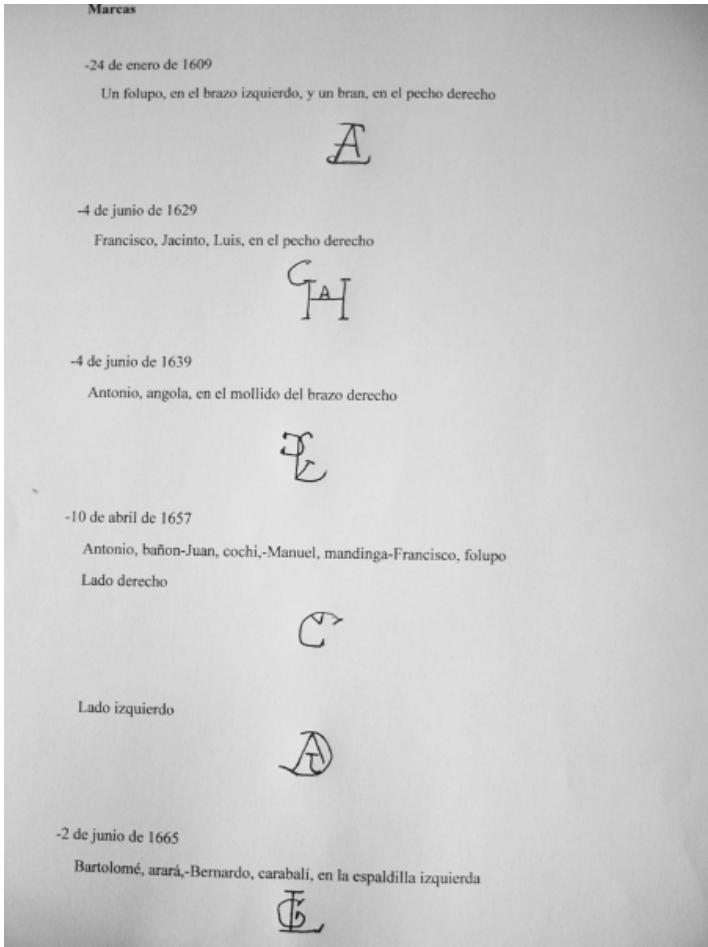 Marcas
-24 de enero de 1609
Un folupo, en el brazo izquierdo, y un bran, en el pecho derecho
-4 de junio de 1629
Francisco, Jacinto, Luis, en el pecho derecho
-4 de junio de 1639
Antonio, angola, en el mollido del brazo derecho
-10 de abril de 1657
Antonio, bañon-Juan, cochi,-Manuel, mandinga-Francisco, folupo
Lado derecho
Lado izquierdo
-2 de junio de 1665
Bartolomé, arará,-Bernardo, carabalí, en la espaldilla izquierda